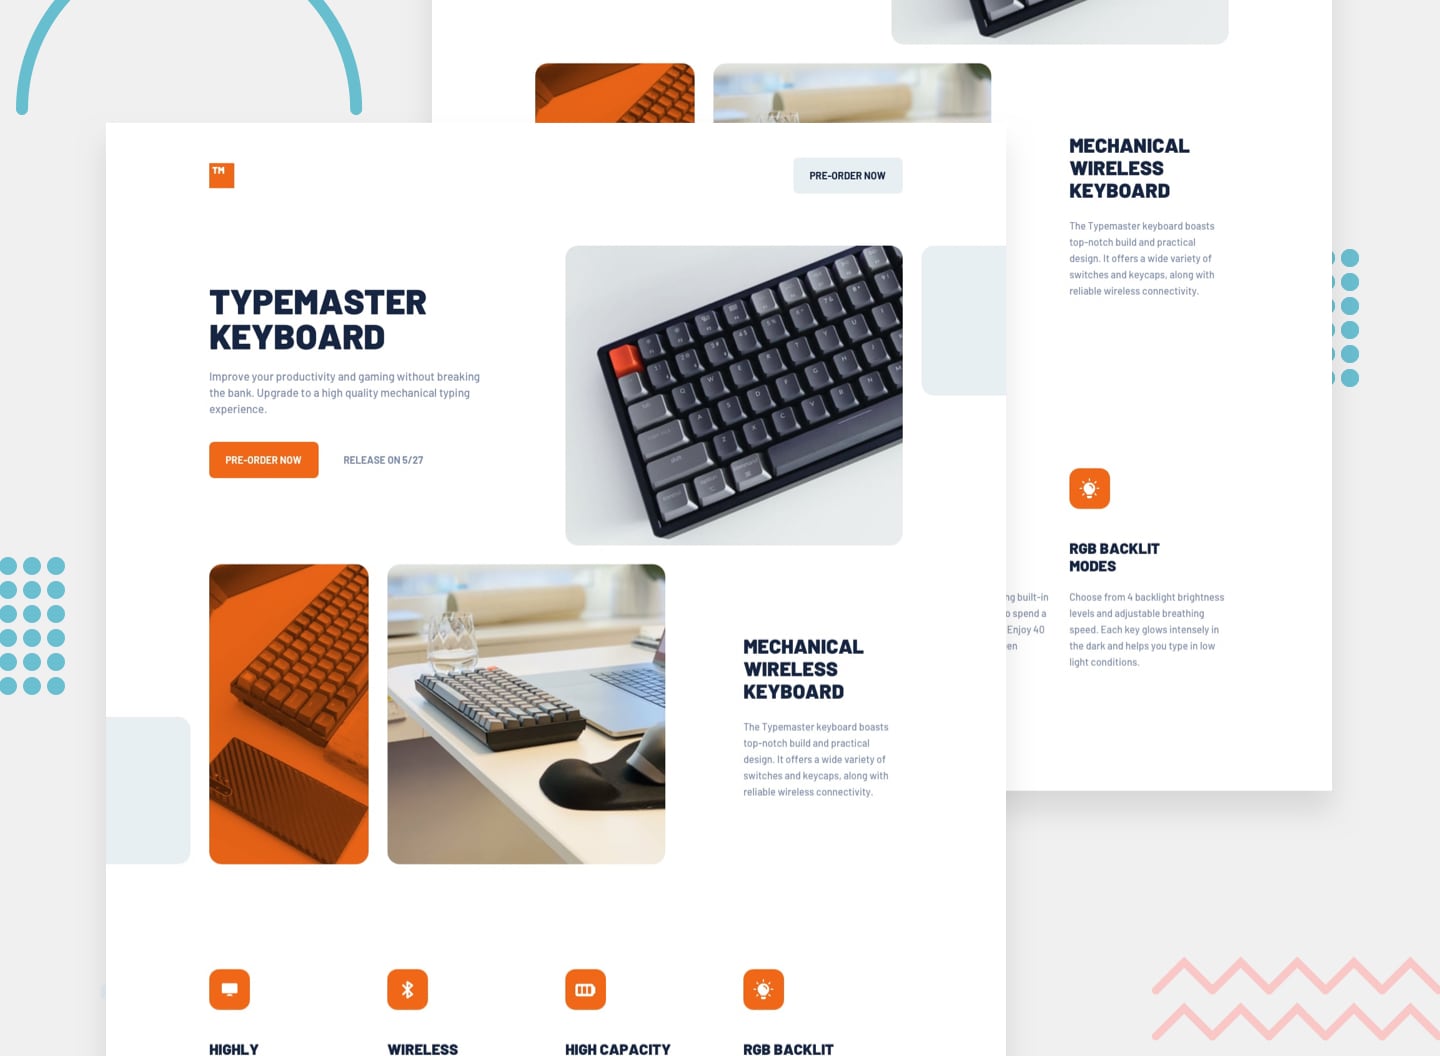 TM
PRE-ORDER NOW
TYPEMASTER
KEYBOARD
Improve your productivity and gaming without breaking
the bank. Upgrade to a high quality mechanical typing
experience.
PRE-ORDER NOW
RELEASE ON 5/27
MECHANICAL
WIRELESS
KEYBOARD
The Typemaster keyboard boasts
top-notch build and practical
design. It offers a wide variety of
switches and keycaps, along with
reliable wireless connectivity.
HIGHLY
WIRELESS
HIGH CAPACITY
RGB BACKLIT
MECHANICAL
WIRELESS
KEYBOARD
The Typemaster keyboard boasts
top-notch build and practical
design. It offers a wide variety of
switches and keycaps, along with
reliable wireless connectivity.
built-in
spend a
Enjoy 40
RGB BACKLIT
MODES
Choose from 4 backlight brightness
levels and adjustable breathing
speed. Each key glows intensely in
the dark and helps you type in low
light conditions.